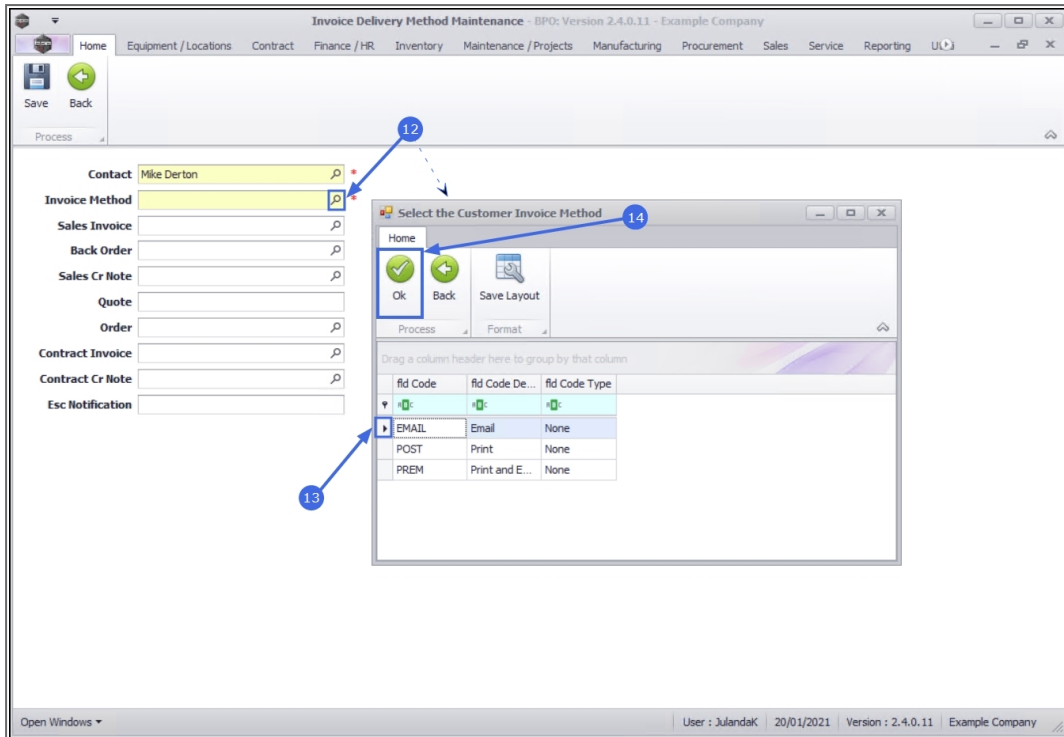 Invoice Delivery Method Maintenance - BPO: Version 2.4.0.11 - Example Company
Home Equipment / Locations Contract Finance / HR Inventory Maintenance / Projects Manufacturing Procurement Sales Service Reporting
Save Back
Process
12
Contact Mike Derton *
Invoice Method *
Sales Invoice
Back Order
Sales Cr Note
Quote
Order
Contract Invoice
Contract Cr Note
Esc Notification
Select the Customer Invoice Method
14
Home
Ok Back Save Layout
Process Format
Drag a column header here to group by that column
fld Code fld Code De... fld Code Type
EMAIL Email None
POST Print None
PREM Print and E... None
13
Open Windows User : JulandaK 20/01/2021 Version : 2.4.0.11 Example Company